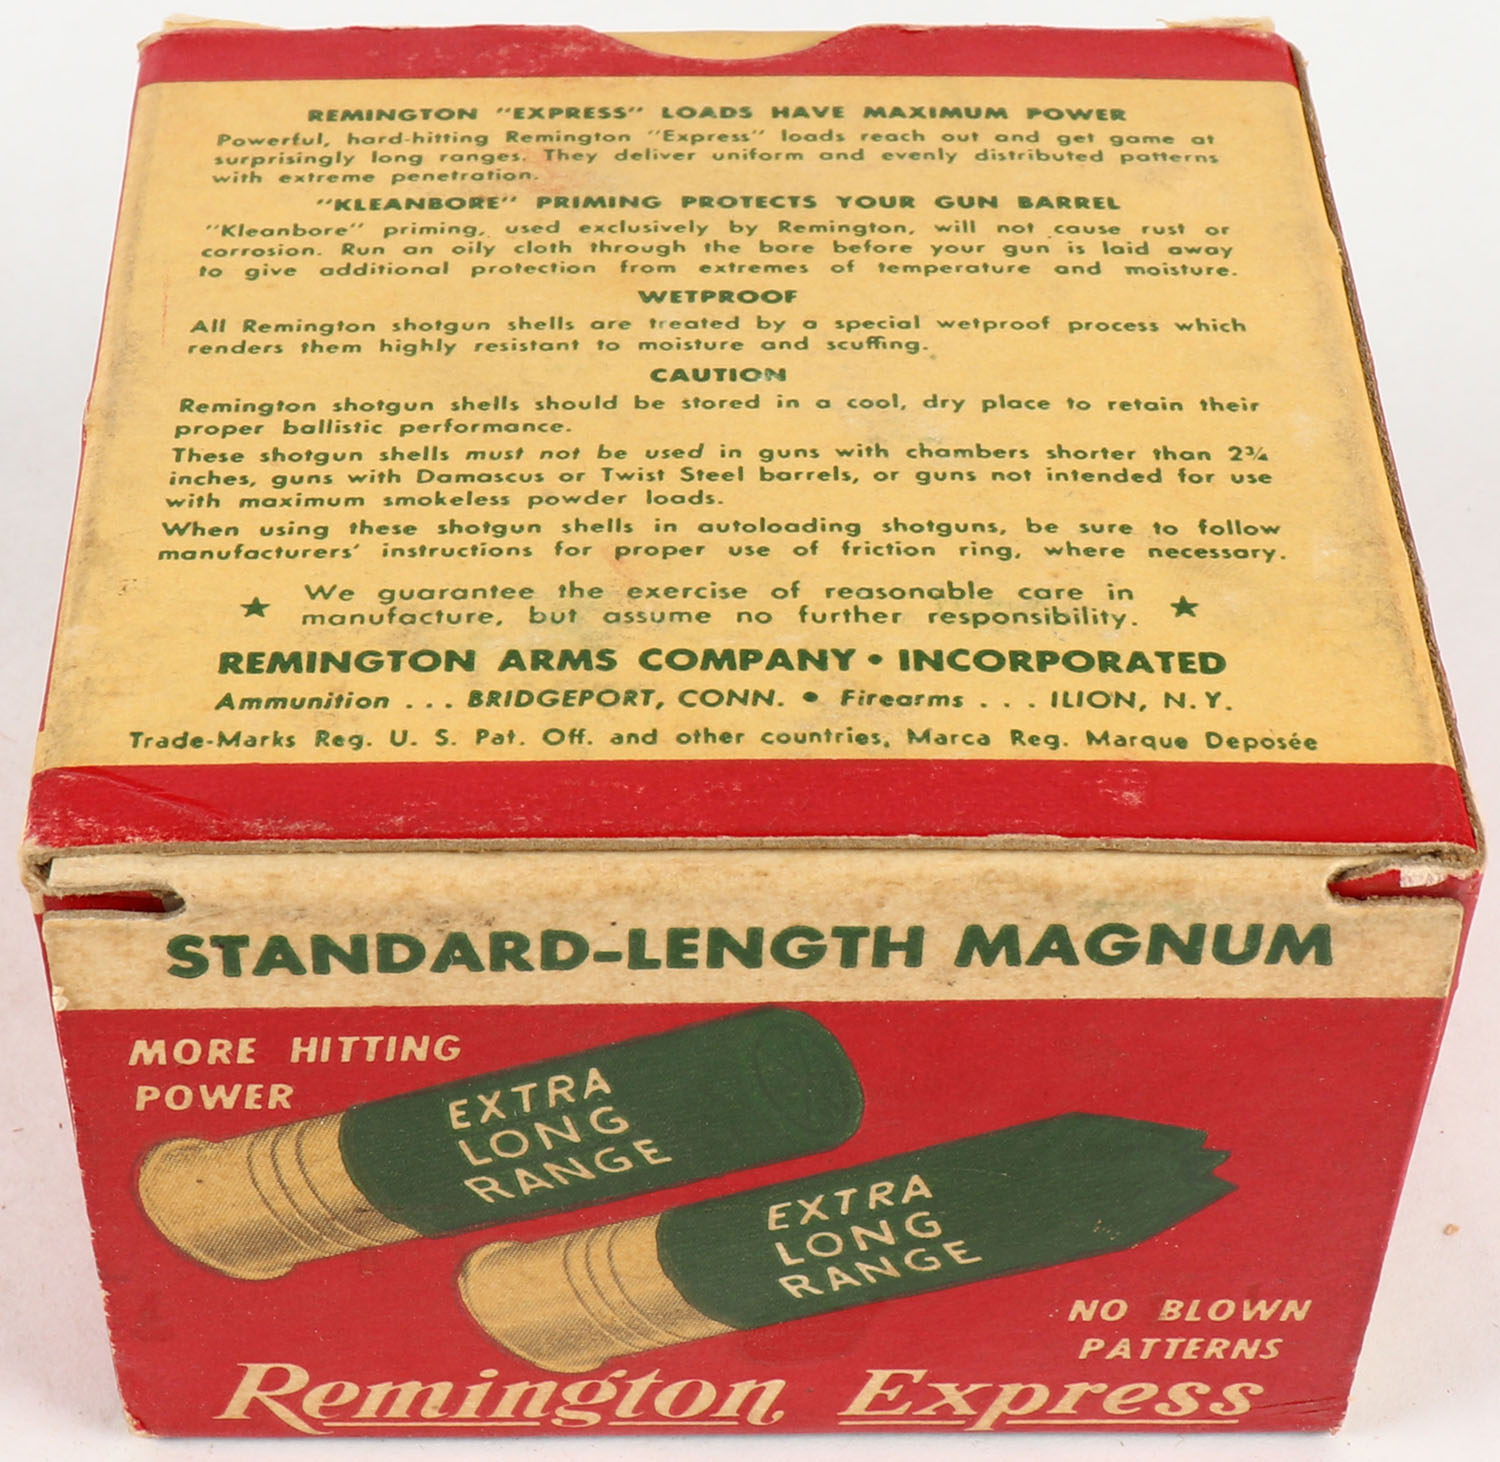 REMINGTON "EXPRESS" LOADS HAVE MAXIMUM POWER
Powerful, hard-hitting Remington "Express" loads reach out and get game at
surprisingly long ranges. They deliver uniform and evenly distributed patterns
with extreme penetration.
"KLEANBORE" PRIMING PROTECTS YOUR GUN BARREL
"Kleanbore" priming, used exclusively by Remington, will not cause rust or
corrosion. Run an oily cloth through the bore before your gun is laid away
to give additional protection from extremes of temperature and moisture.
WETPROOF
All Remington shotgun shells are treated by a special wetproof process which
renders them highly resistant to moisture and scuffing.
CAUTION
Remington shotgun shells should be stored in a cool, dry place to retain their
proper ballistic performance.
These shotgun shells must not be used in guns with chambers shorter than 2¾
inches, guns with Damascus or Twist Steel barrels, or guns not intended for use
with maximum smokeless powder loads.
When using these shotgun shells in autoloading shotguns, be sure to follow
manufacturers' instructions for proper use of friction ring, where necessary.
★ We guarantee the exercise of reasonable care in
manufacture, but assume no further responsibility. ★
REMINGTON ARMS COMPANY • INCORPORATED
Ammunition . . . BRIDGEPORT, CONN. • Firearms . . . ILION, N. Y.
Trade-Marks Reg. U. S. Pat. Off. and other countries, Marca Reg. Marque Deposée
STANDARD-LENGTH MAGNUM
MORE HITTING
POWER
EXTRA
LONG
RANGE
EXTRA
LONG
RANGE
NO BLOWN
PATTERNS
Remington Express